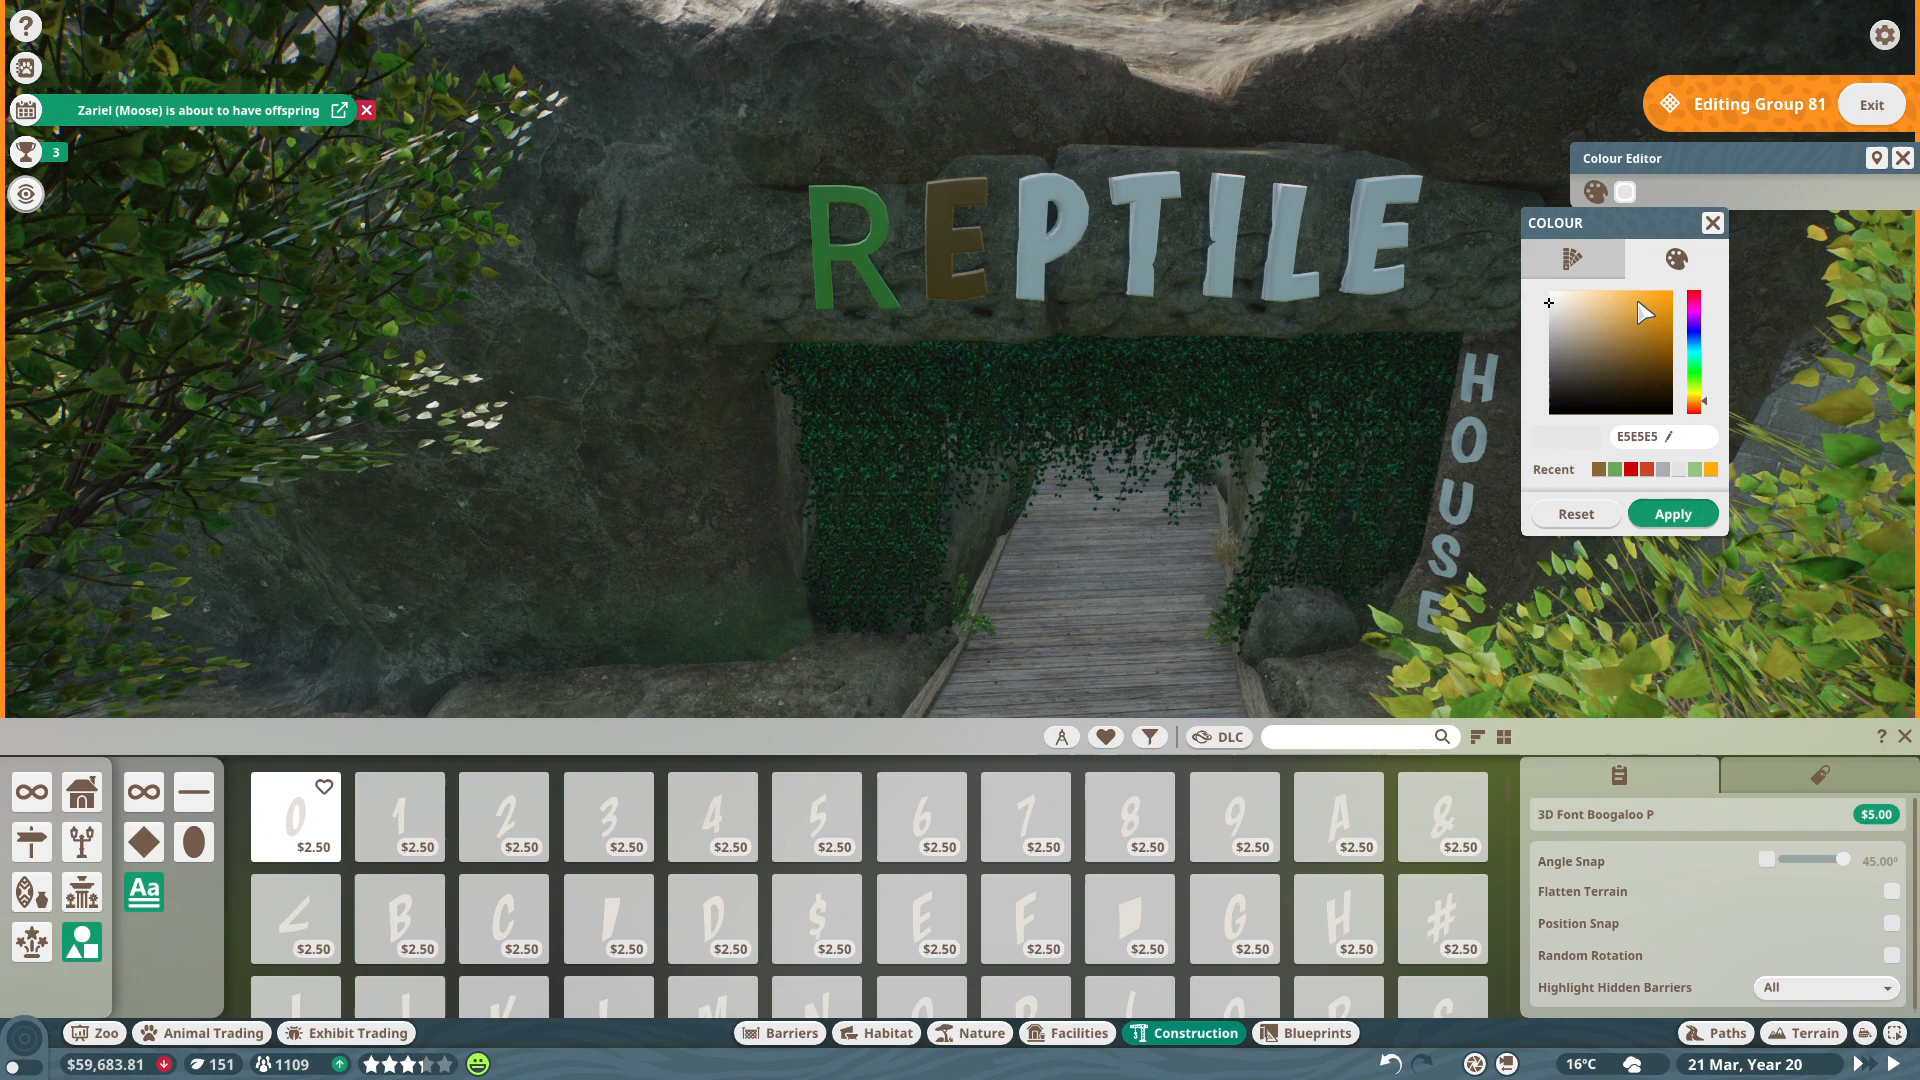 Zariel (Moose) is about to have offspring
3
Editing Group 81
Exit
Colour Editor
COLOUR
E5E5E5
Recent
Reset
Apply
REPTILE
H
O
U
S
E
DLC
0 1 2 3 4 5 6 7 8 9 A &
$2.50 $2.50 $2.50 $2.50 $2.50 $2.50 $2.50 $2.50 $2.50 $2.50 $2.50 $2.50
∠ B C D $ E F G H #
$2.50 $2.50 $2.50 $2.50 $2.50 $2.50 $2.50 $2.50 $2.50 $2.50 $2.50 $2.50
Aa
3D Font Boogaloo P
$5.00
Angle Snap
45.00°
Flatten Terrain
Position Snap
Random Rotation
Highlight Hidden Barriers
All
Zoo
Animal Trading
Exhibit Trading
Barriers
Habitat
Nature
Facilities
Construction
Blueprints
Paths
Terrain
$59,683.81
151
1109
16°C
21 Mar, Year 20